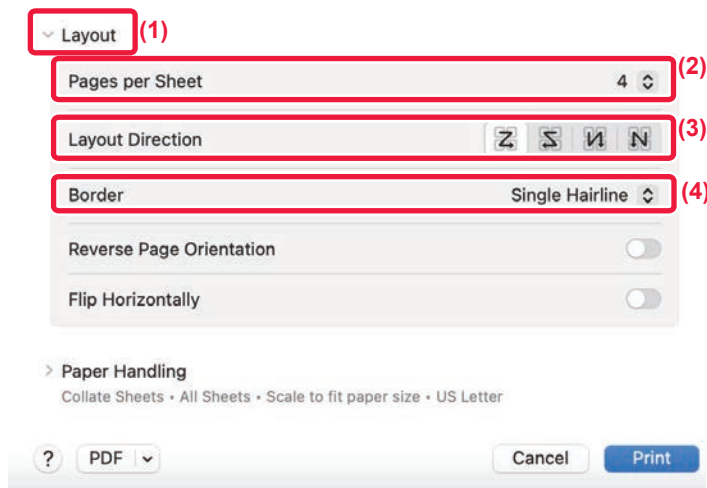 Layout (1)
Pages per Sheet 4 (2)
Layout Direction (3)
Border Single Hairline (4)
Reverse Page Orientation
Flip Horizontally
Paper Handling
Collate Sheets • All Sheets • Scale to fit paper size • US Letter
? PDF Cancel Print